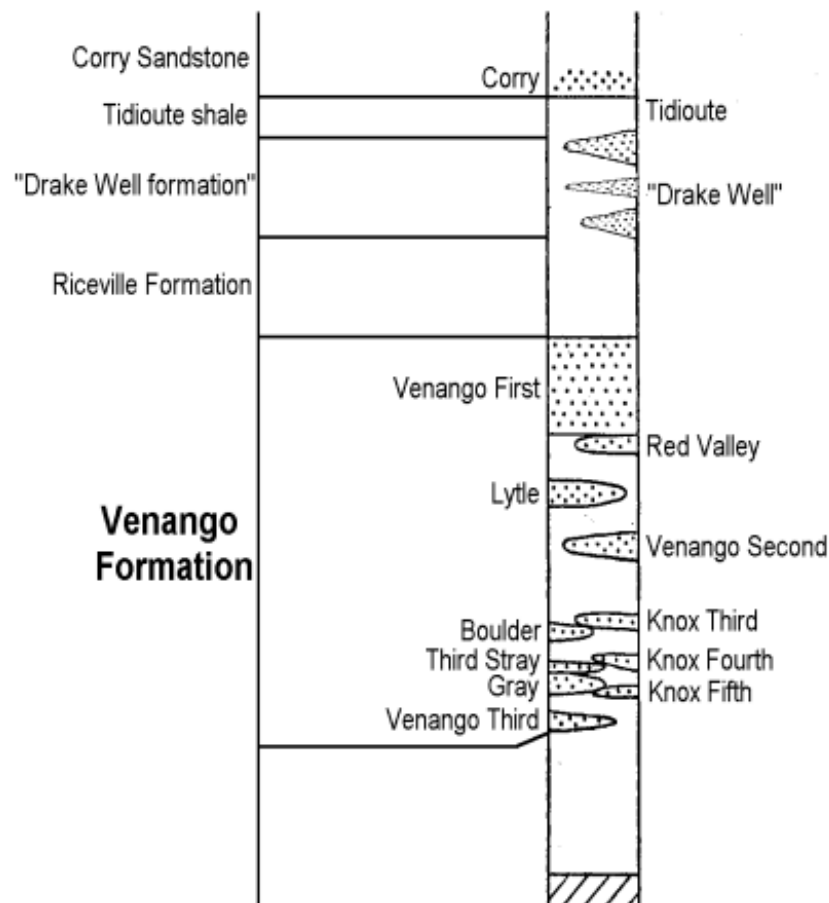 Corry Sandstone
Corry
Tidioute shale
Tidioute
"Drake Well formation"
"Drake Well"
Riceville Formation
Venango First
Red Valley
Lytle
Venango
Formation
Venango Second
Knox Third
Boulder
Third Stray
Knox Fourth
Gray
Knox Fifth
Venango Third